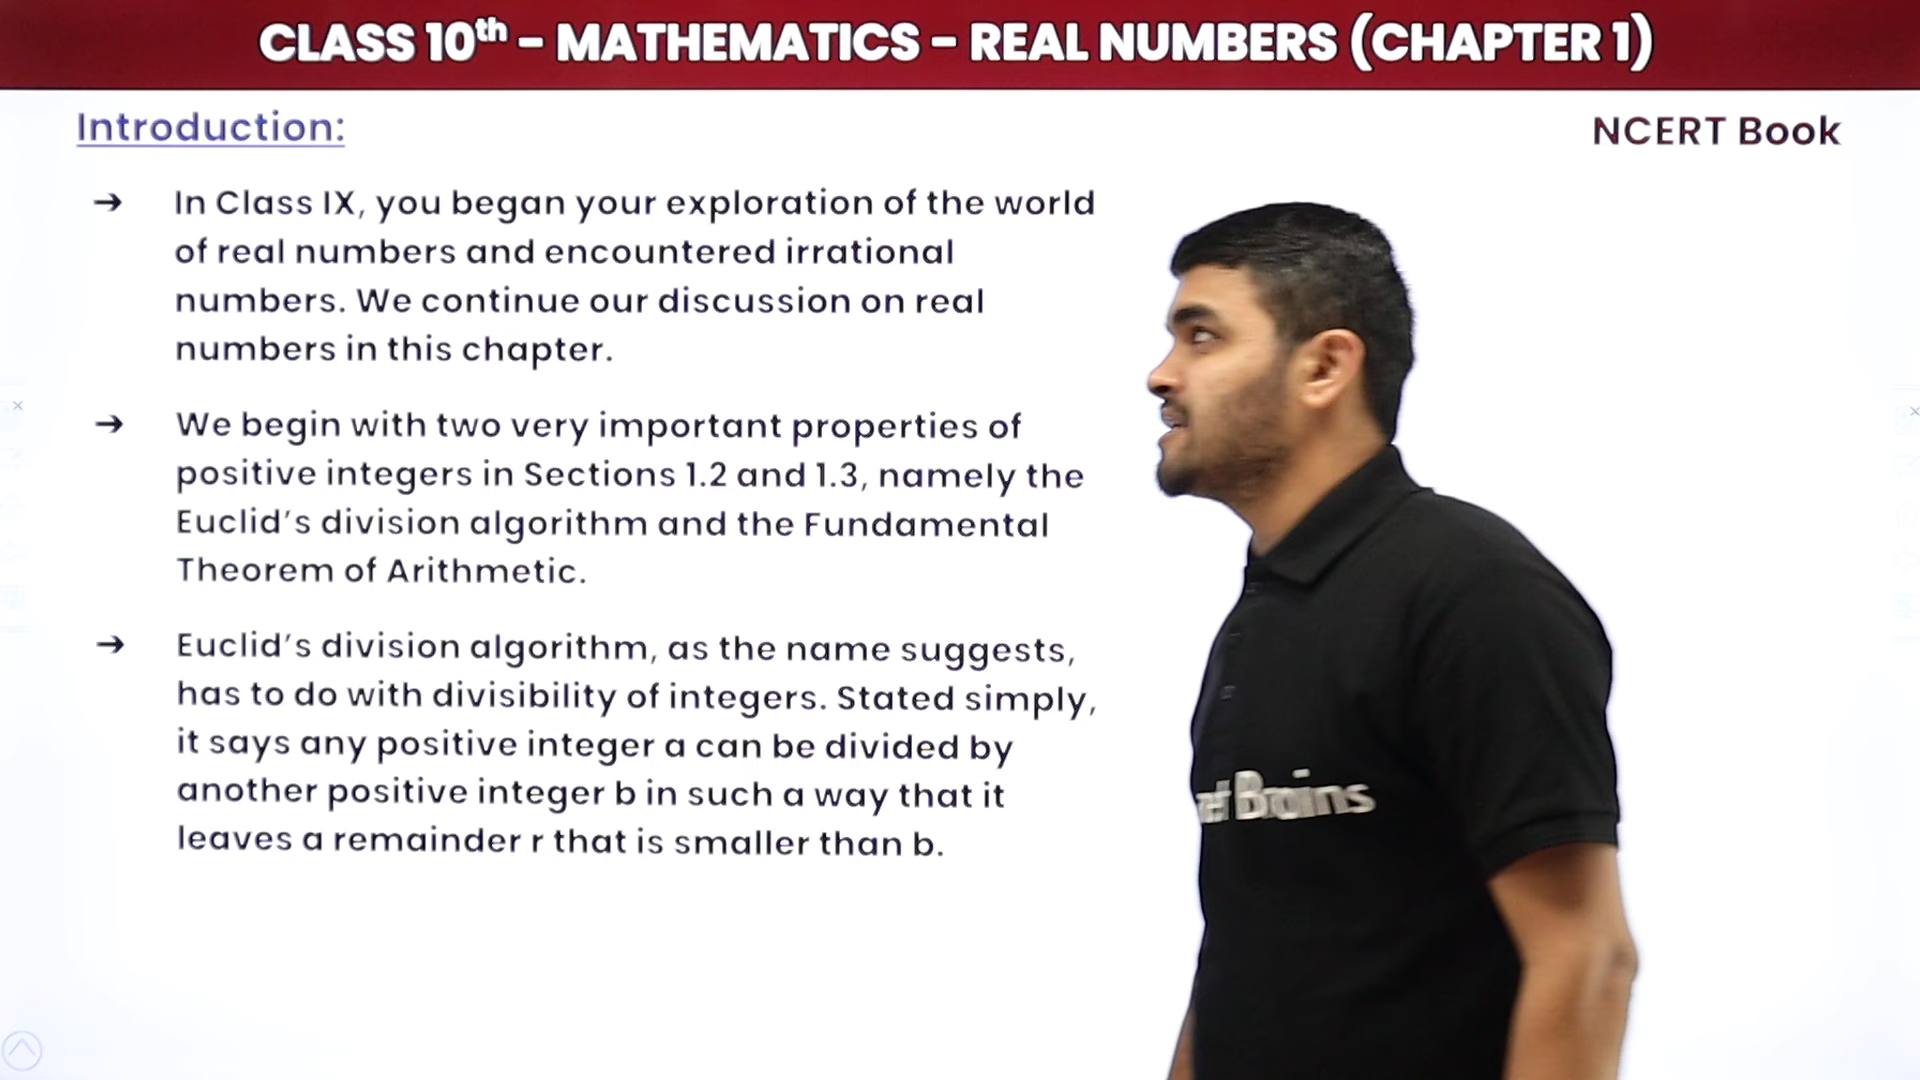 CLASS 10th - MATHEMATICS - REAL NUMBERS (CHAPTER 1)
Introduction:
NCERT Book
➔ In Class IX, you began your exploration of the world
of real numbers and encountered irrational
numbers. We continue our discussion on real
numbers in this chapter.
➔ We begin with two very important properties of
positive integers in Sections 1.2 and 1.3, namely the
Euclid’s division algorithm and the Fundamental
Theorem of Arithmetic.
➔ Euclid’s division algorithm, as the name suggests,
has to do with divisibility of integers. Stated simply,
it says any positive integer a can be divided by
another positive integer b in such a way that it
leaves a remainder r that is smaller than b.
Brains